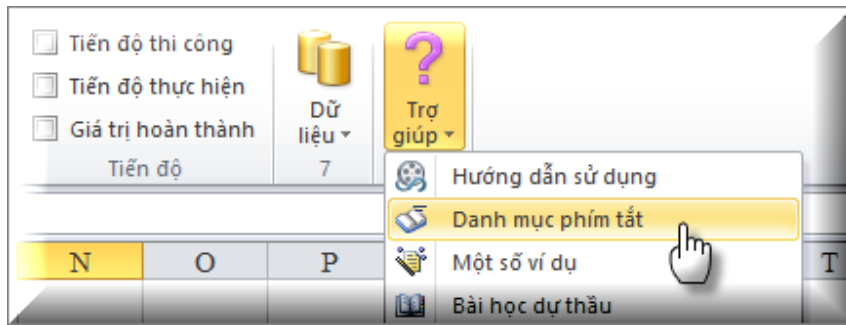 Tiến độ thi công
Tiến độ thực hiện
Giá trị hoàn thành
Tiến độ
Dữ
liệu
7
Trợ
giúp
Hướng dẫn sử dụng
Danh mục phím tắt
Một số ví dụ
Bài học dự thầu
N O P T